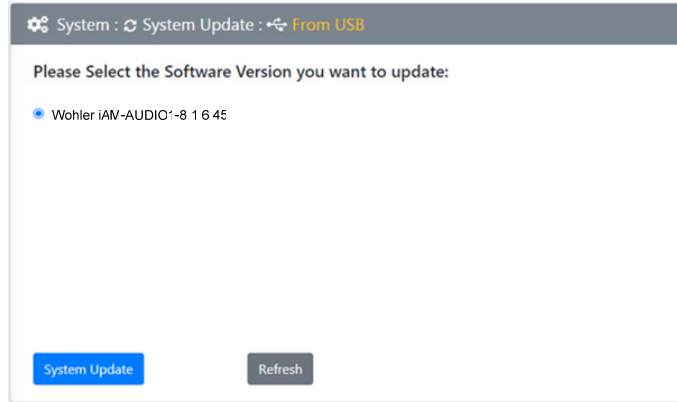 System : System Update : From USB
Please Select the Software Version you want to update:
Wohler iAM-AUDIO1-8 1 6 45
System Update Refresh